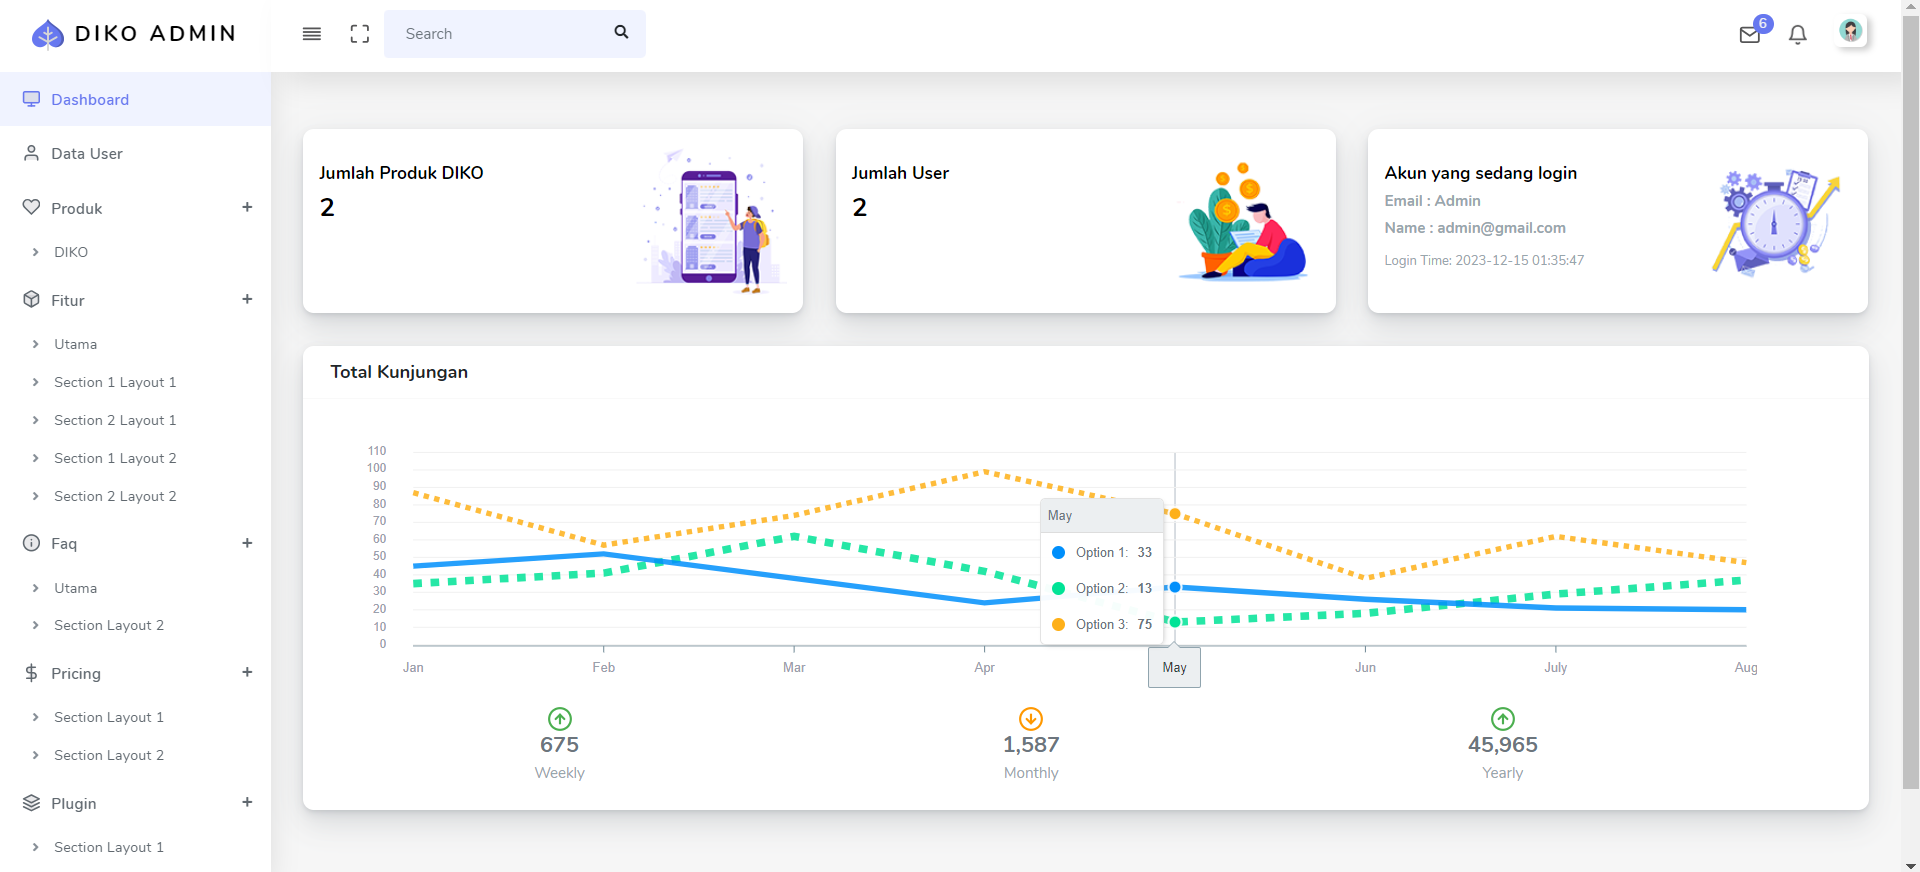 DIKO ADMIN
Search
6
Dashboard
Data User
Produk +
DIKO
Fitur +
Utama
Section 1 Layout 1
Section 2 Layout 1
Section 1 Layout 2
Section 2 Layout 2
Faq +
Utama
Section Layout 2
Pricing +
Section Layout 1
Section Layout 2
Plugin +
Section Layout 1
Jumlah Produk DIKO
2
Jumlah User
2
Akun yang sedang login
Email : Admin
Name : admin@gmail.com
Login Time: 2023-12-15 01:35:47
Total Kunjungan
110
100
90
80
70
60
50
40
30
20
10
0
May
Option 1: 33
Option 2: 13
Option 3: 75
Jan Feb Mar Apr May Jun July Aug
675
Weekly
1,587
Monthly
45,965
Yearly